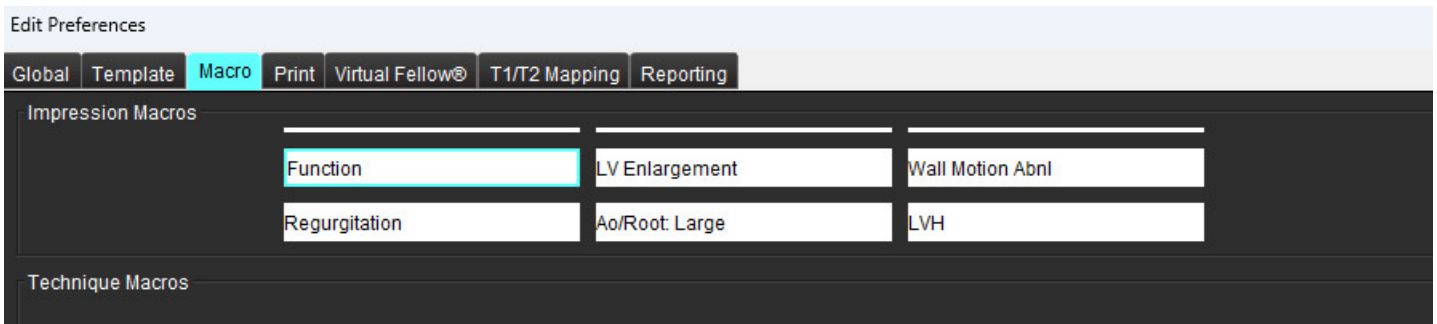 Edit Preferences
Global Template Macro Print Virtual Fellow® T1/T2 Mapping Reporting
Impression Macros
Function LV Enlargement Wall Motion Abnl
Regurgitation Ao/Root: Large LVH
Technique Macros